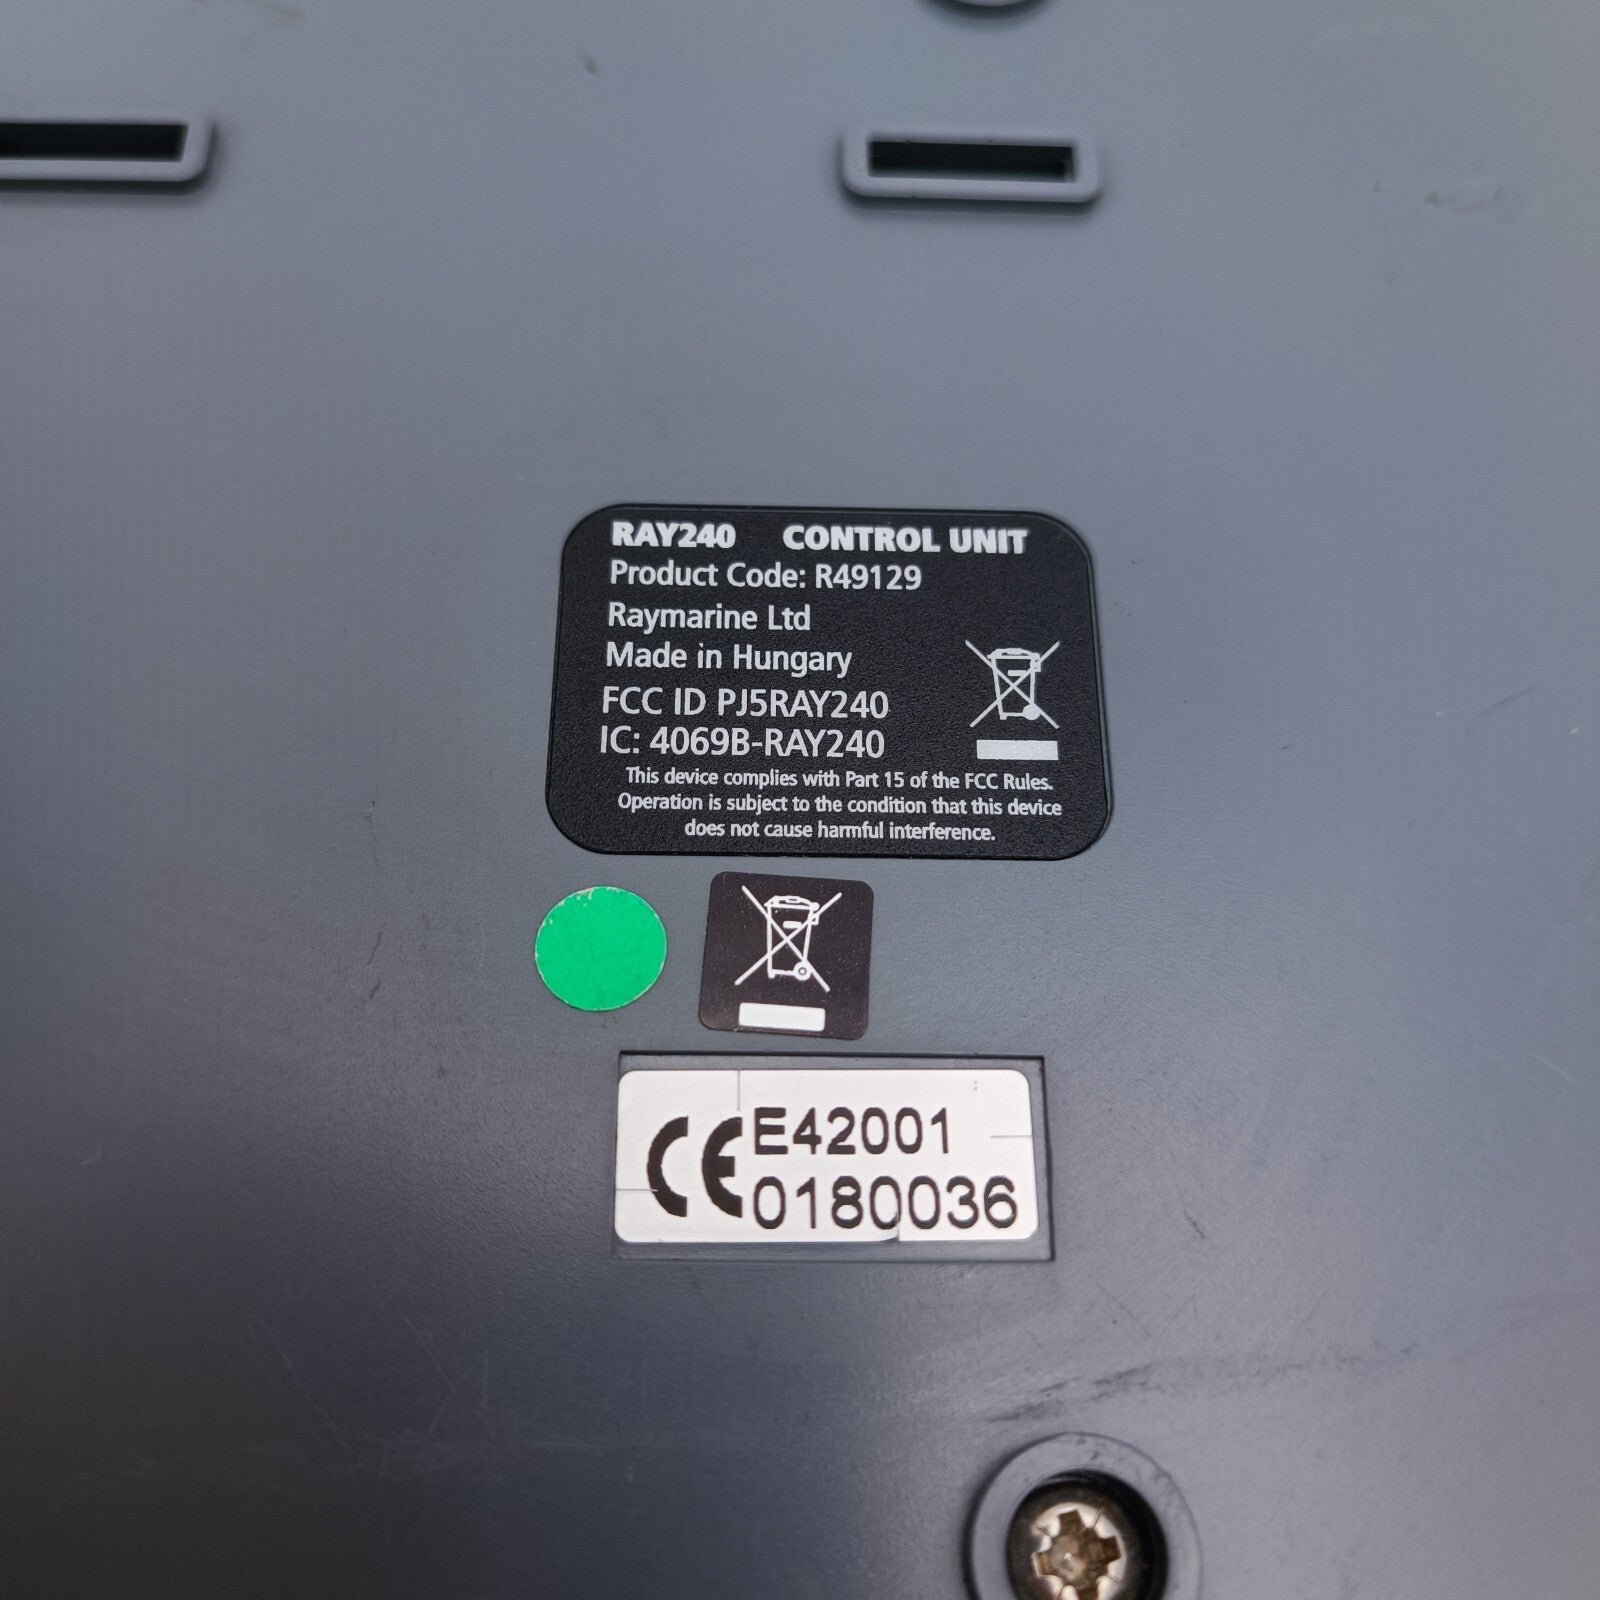 RAY240 CONTROL UNIT
Product Code: R49129
Raymarine Ltd
Made in Hungary
FCC ID PJ5RAY240
IC: 4069B-RAY240
This device complies with Part 15 of the FCC Rules.
Operation is subject to the condition that this device
does not cause harmful interference.
CE E42001
0180036